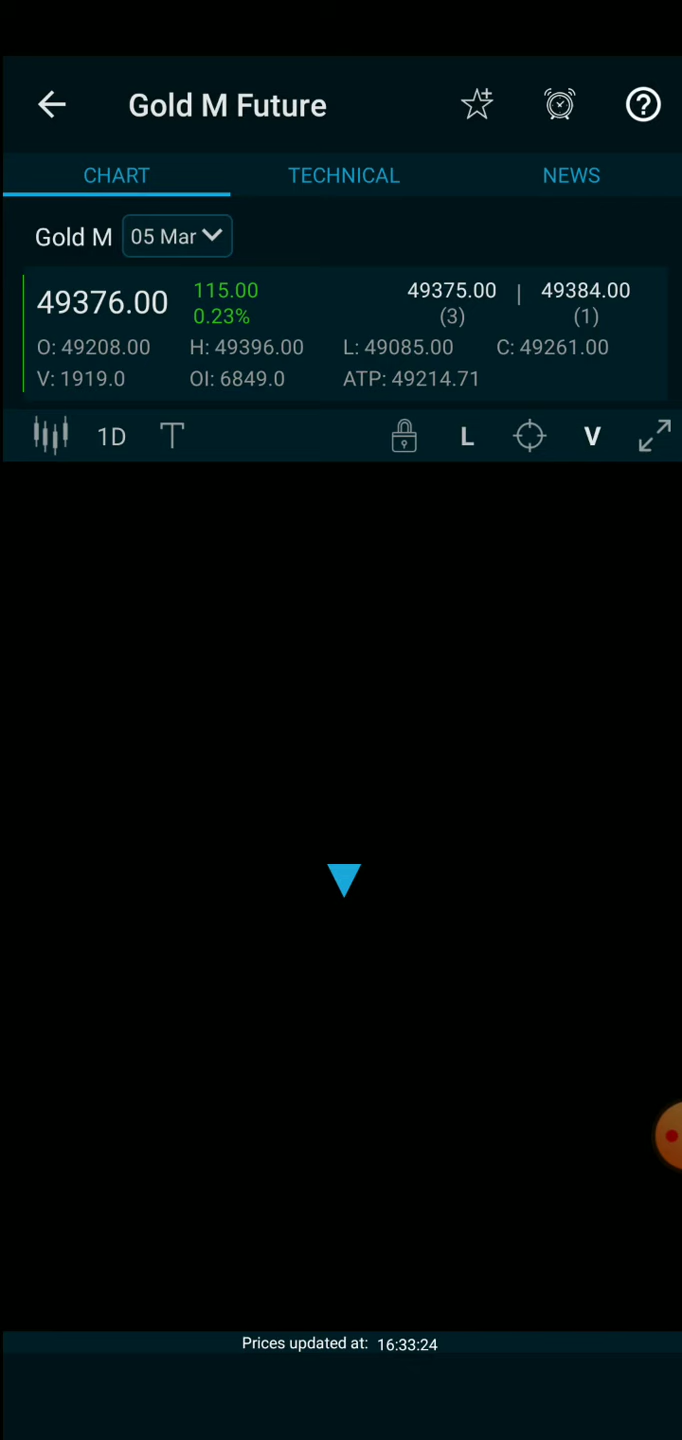 Gold M Future
CHART TECHNICAL NEWS
Gold M 05 Mar
49376.00 115.00 0.23% 49375.00 (3) | 49384.00 (1)
O: 49208.00 H: 49396.00 L: 49085.00 C: 49261.00
V: 1919.0 OI: 6849.0 ATP: 49214.71
1D T L V
Prices updated at: 16:33:24